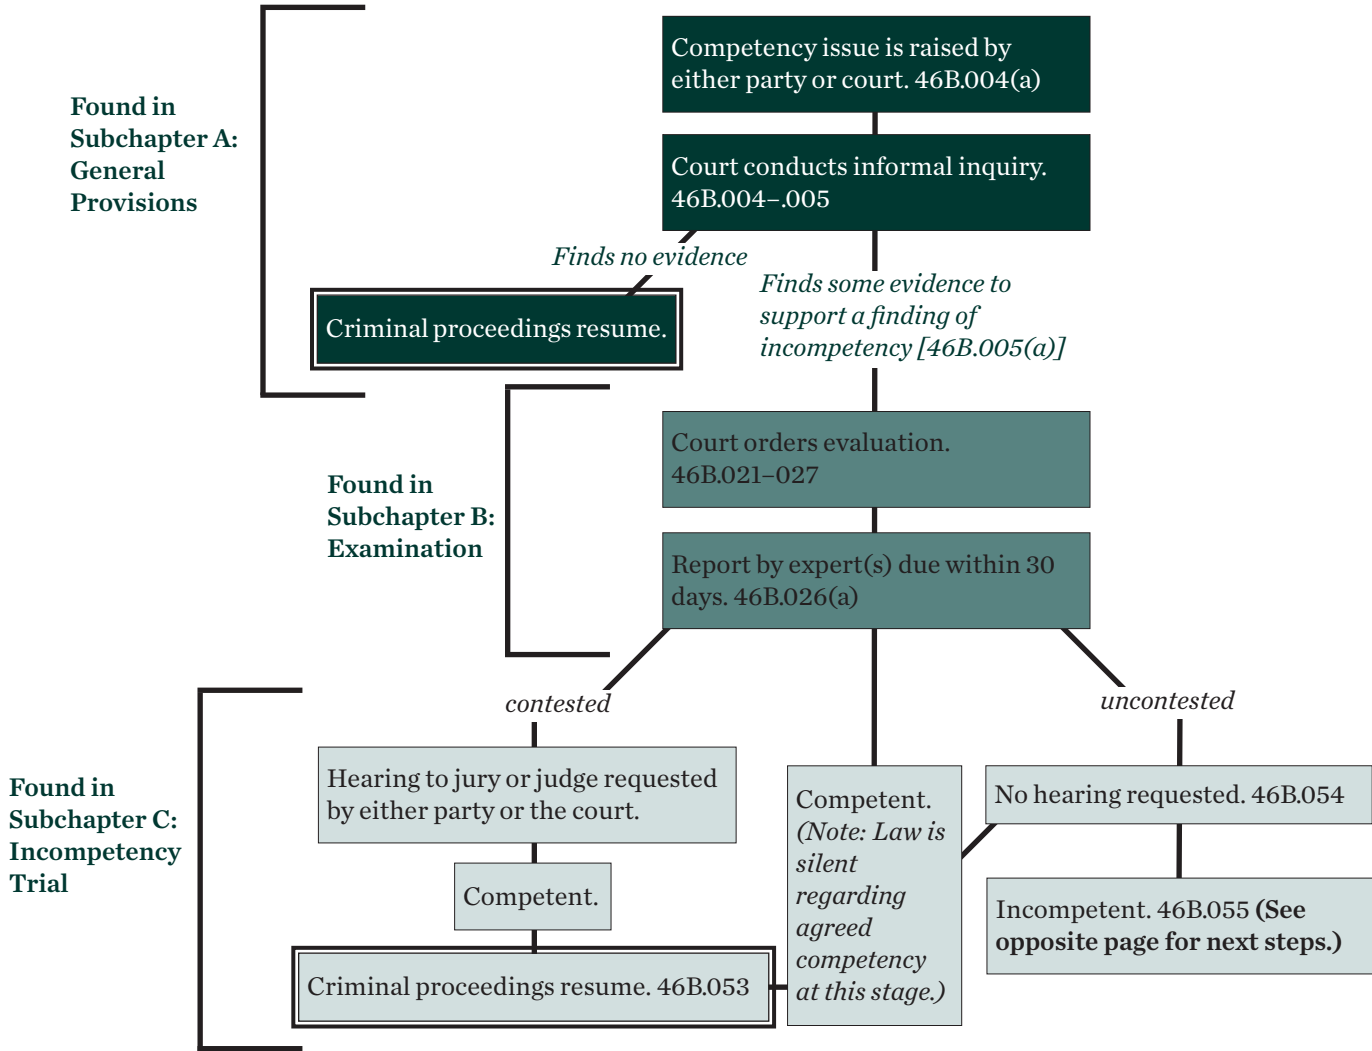 Competency issue is raised by
either party or court. 46B.004(a)
Found in
Subchapter A:
General
Provisions
Court conducts informal inquiry.
46B.004–.005
Finds no evidence
Finds some evidence to
support a finding of
incompetency [46B.005(a)]
Criminal proceedings resume.
Court orders evaluation.
46B.021–027
Found in
Subchapter B:
Examination
Report by expert(s) due within 30
days. 46B.026(a)
contested
uncontested
Found in
Subchapter C:
Incompetency
Trial
Hearing to jury or judge requested
by either party or the court.
Competent.
(Note: Law is
silent
regarding
agreed
competency
at this stage.)
No hearing requested. 46B.054
Competent.
Incompetent. 46B.055 (See
opposite page for next steps.)
Criminal proceedings resume. 46B.053